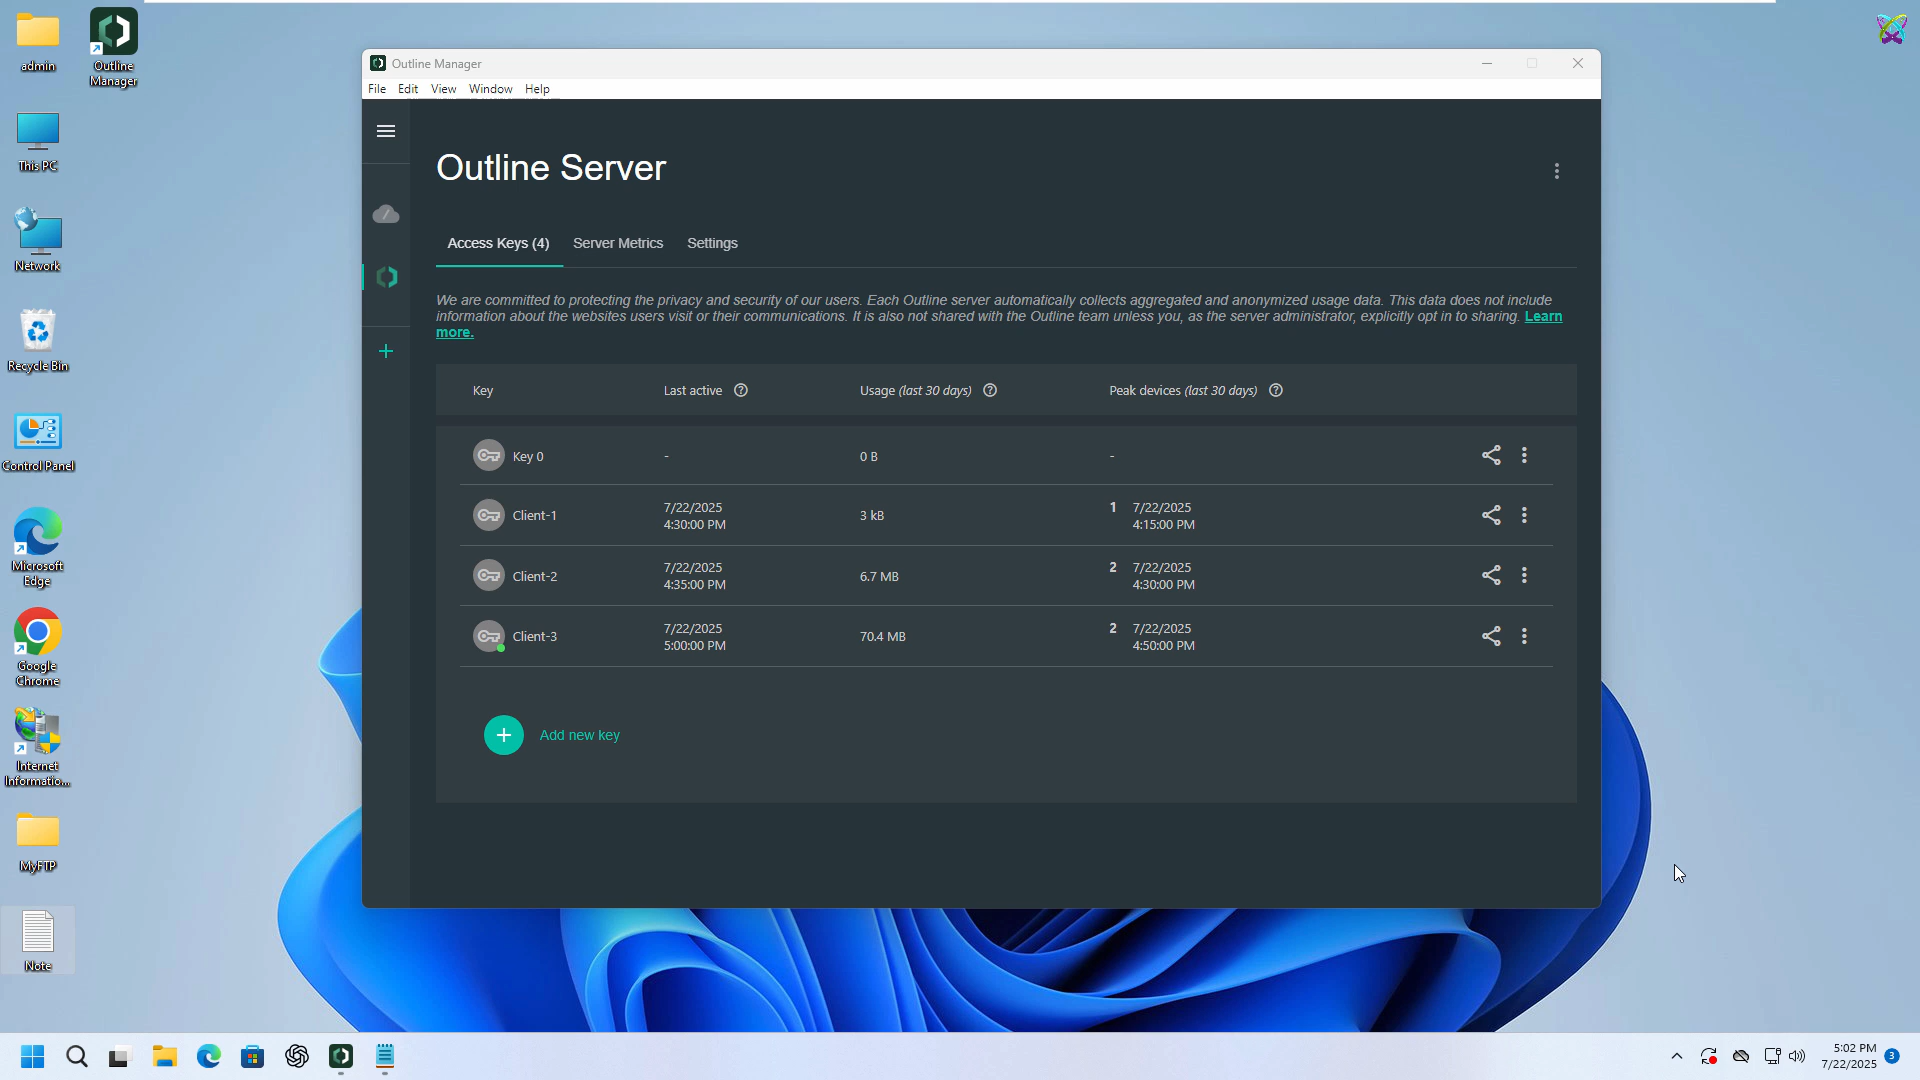 admin
Outline
Manager
This PC
Network
Recycle Bin
Control Panel
Microsoft
Edge
Google
Chrome
Internet
Informatio...
MyFTP
Note
Outline Manager
File Edit View Window Help
Outline Server
Access Keys (4) Server Metrics Settings
We are committed to protecting the privacy and security of our users. Each Outline server automatically collects aggregated and anonymized usage data. This data does not include
information about the websites users visit or their communications. It is also not shared with the Outline team unless you, as the server administrator, explicitly opt in to sharing. Learn
more.
Key Last active Usage (last 30 days) Peak devices (last 30 days)
Key 0 - 0 B -
Client-1 7/22/2025 4:30:00 PM 3 kB 1 7/22/2025 4:15:00 PM
Client-2 7/22/2025 4:35:00 PM 6.7 MB 2 7/22/2025 4:30:00 PM
Client-3 7/22/2025 5:00:00 PM 70.4 MB 2 7/22/2025 4:50:00 PM
Add new key
5:02 PM
7/22/2025 3